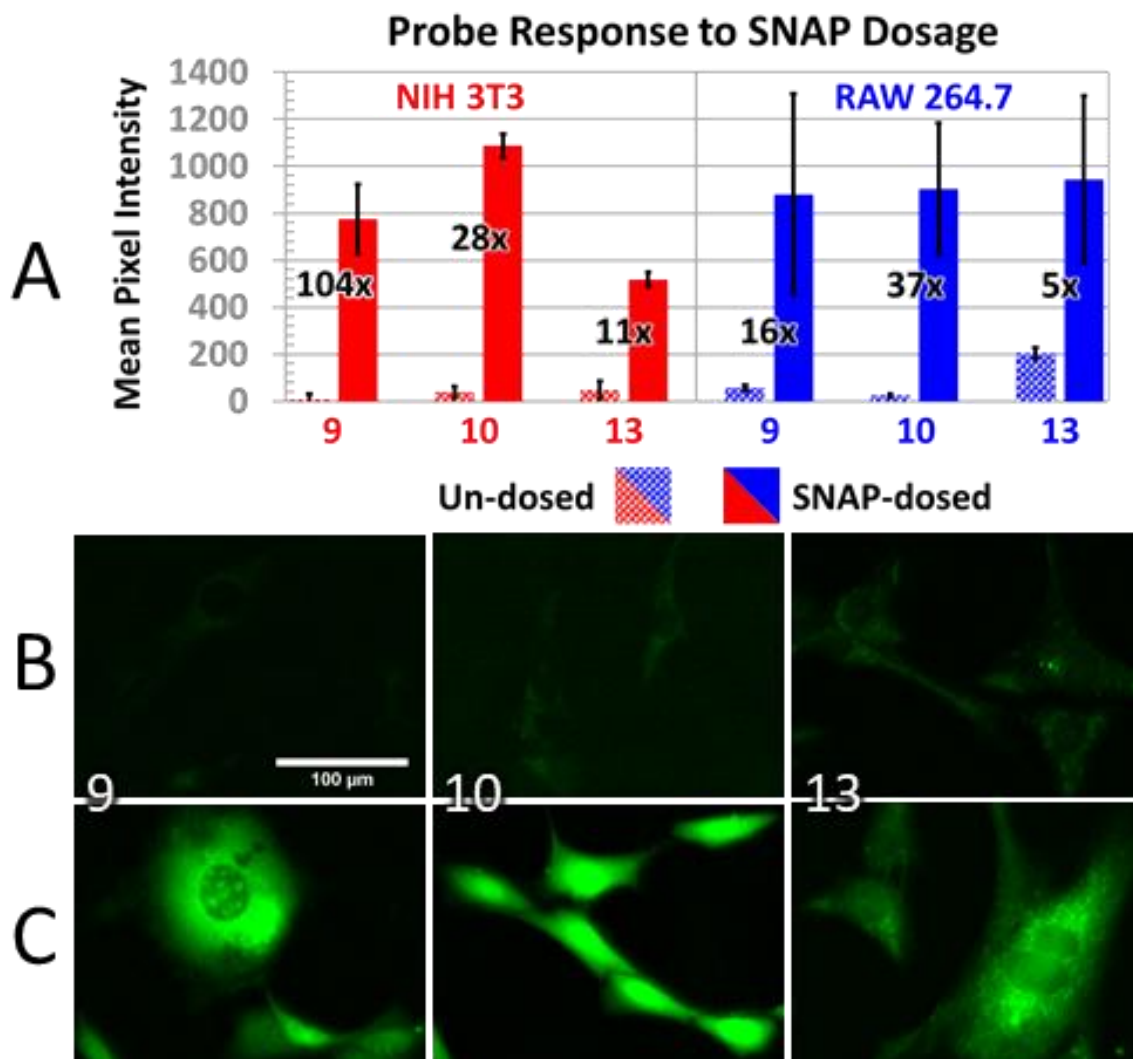 Probe Response to SNAP Dosage
A
Mean Pixel Intensity
1400
1200
1000
800
600
400
200
0
NIH 3T3
RAW 264.7
104x
28x
11x
16x
37x
5x
9 10 13 9 10 13
Un-dosed SNAP-dosed
B
100 µm
9 10 13
C